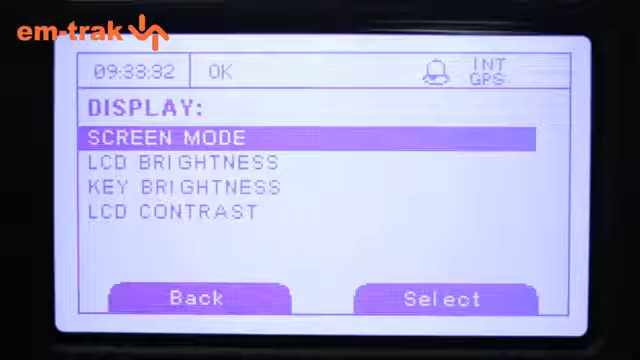 em-trak
09:33:32 OK INT GPS
DISPLAY:
SCREEN MODE
LCD BRIGHTNESS
KEY BRIGHTNESS
LCD CONTRAST
Back Select